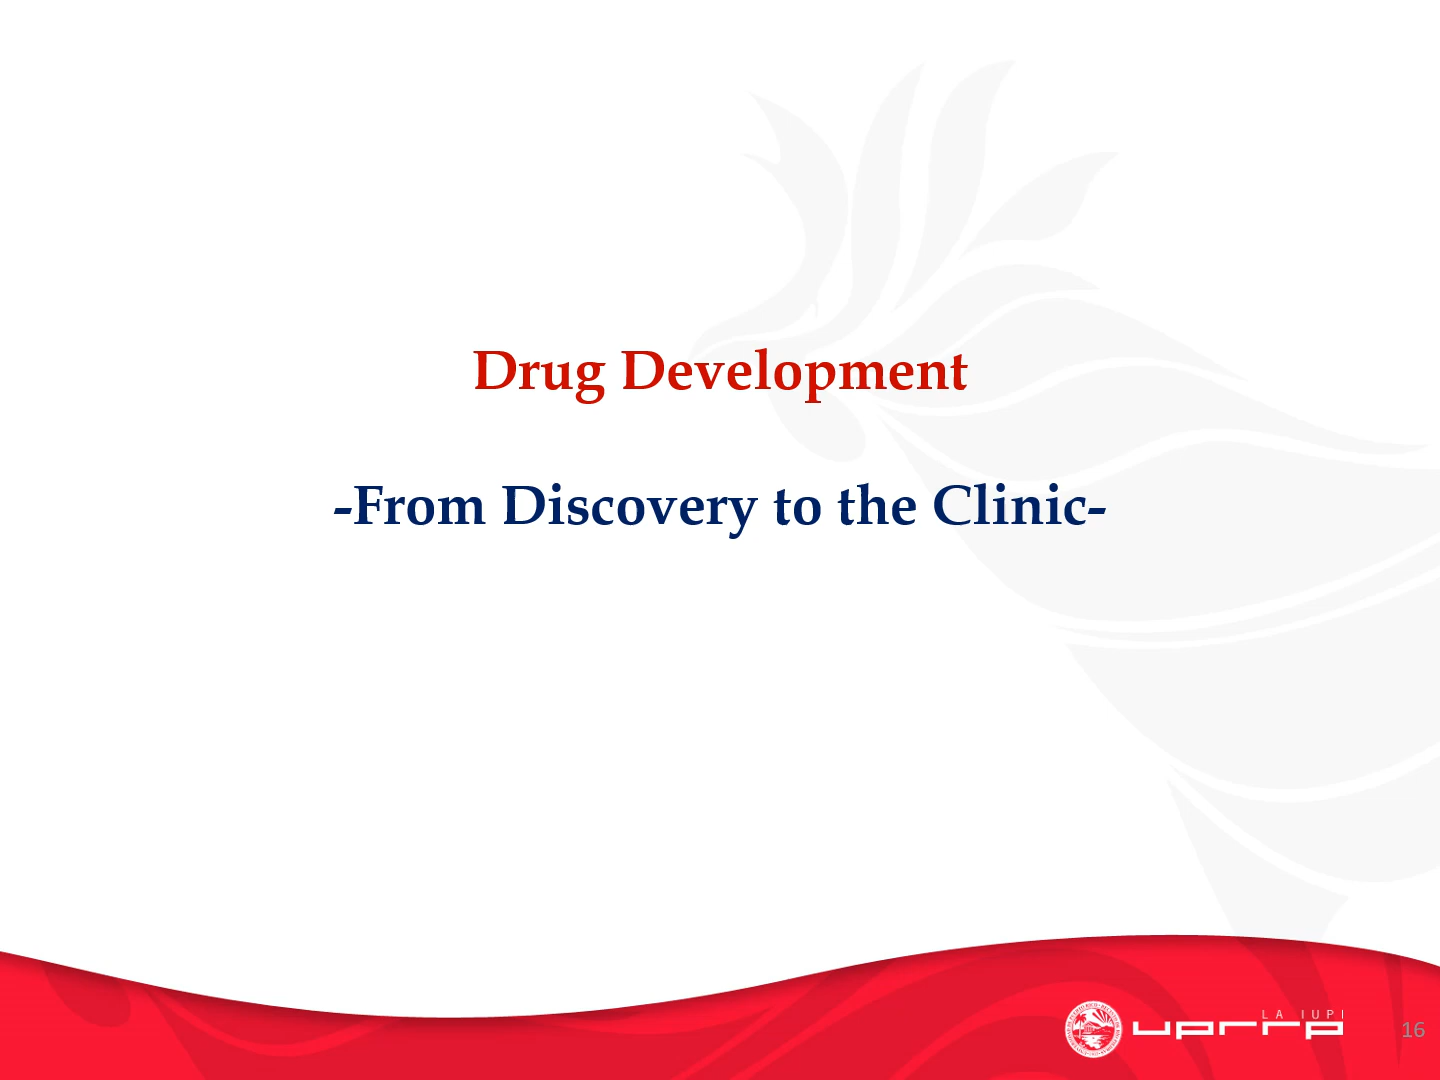 Drug Development
-From Discovery to the Clinic-
LA IUPI
uprrp
16